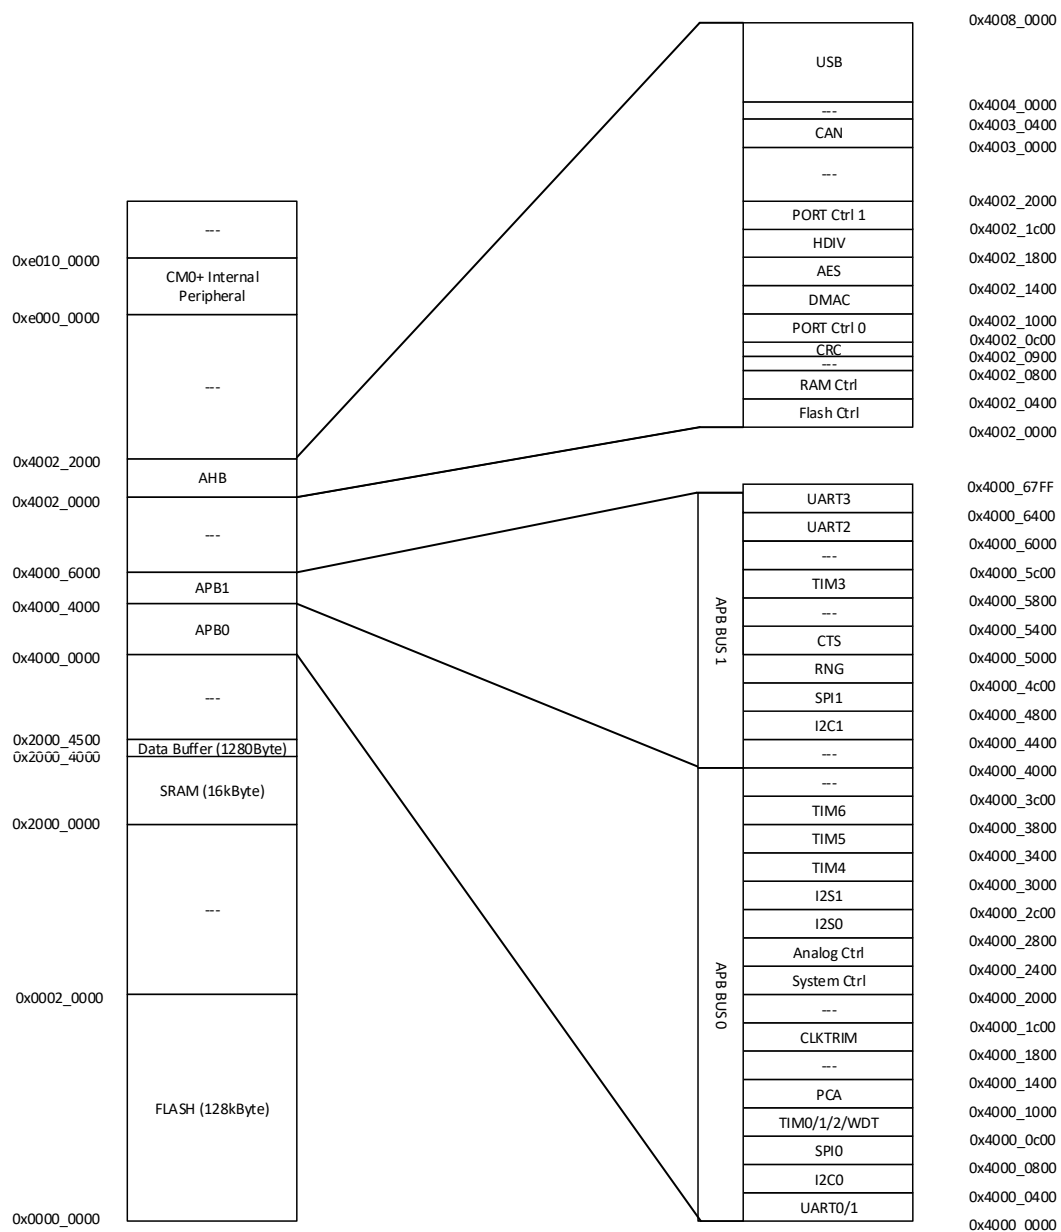 ---
0xe010_0000
CM0+ Internal
Peripheral
0xe000_0000
---
0x4002_2000
AHB
0x4002_0000
---
0x4000_6000
APB1
0x4000_4000
APB0
0x4000_0000
---
0x2000_4500
Data Buffer (1280Byte)
0x2000_4000
SRAM (16kByte)
0x2000_0000
---
0x0002_0000
FLASH (128kByte)
0x0000_0000
0x4008_0000
USB
0x4004_0000
---
0x4003_0400
CAN
0x4003_0000
---
0x4002_2000
PORT Ctrl 1
0x4002_1c00
HDIV
0x4002_1800
AES
0x4002_1400
DMAC
0x4002_1000
PORT Ctrl 0
0x4002_0c00
CRC
0x4002_0900
---
0x4002_0800
RAM Ctrl
0x4002_0400
Flash Ctrl
0x4002_0000
APB BUS 1
0x4000_67FF
UART3
0x4000_6400
UART2
0x4000_6000
---
0x4000_5c00
TIM3
0x4000_5800
---
0x4000_5400
CTS
0x4000_5000
RNG
0x4000_4c00
SPI1
0x4000_4800
I2C1
0x4000_4400
---
0x4000_4000
APB BUS 0
---
0x4000_3c00
TIM6
0x4000_3800
TIM5
0x4000_3400
TIM4
0x4000_3000
I2S1
0x4000_2c00
I2S0
0x4000_2800
Analog Ctrl
0x4000_2400
System Ctrl
0x4000_2000
---
0x4000_1c00
CLKTRIM
0x4000_1800
---
0x4000_1400
PCA
0x4000_1000
TIM0/1/2/WDT
0x4000_0c00
SPI0
0x4000_0800
I2C0
0x4000_0400
UART0/1
0x4000_0000